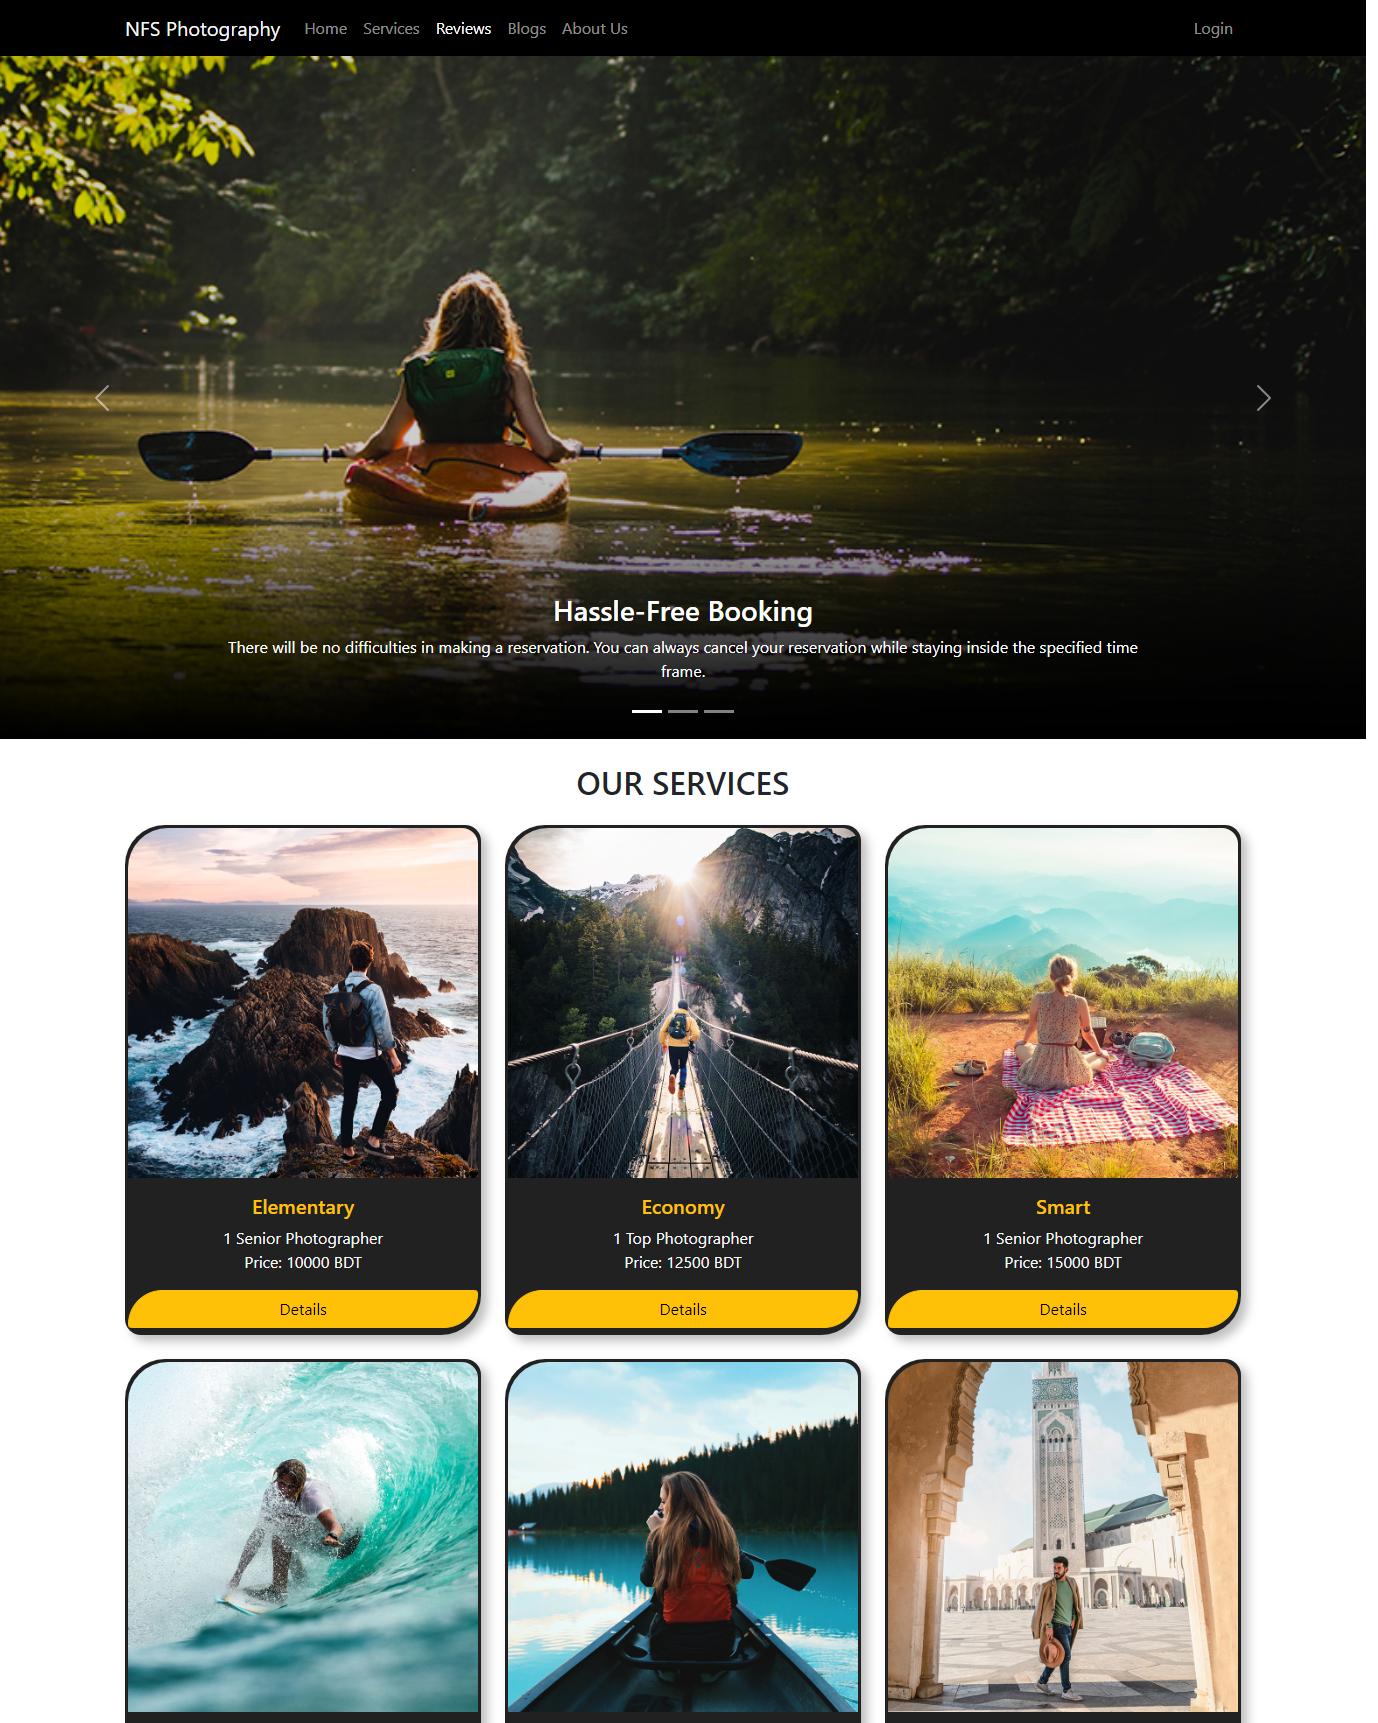 NFS Photography Home Services Reviews Blogs About Us Login
Hassle-Free Booking
There will be no difficulties in making a reservation. You can always cancel your reservation while staying inside the specified time
frame.
OUR SERVICES
Elementary
1 Senior Photographer
Price: 10000 BDT
Details
Economy
1 Top Photographer
Price: 12500 BDT
Details
Smart
1 Senior Photographer
Price: 15000 BDT
Details